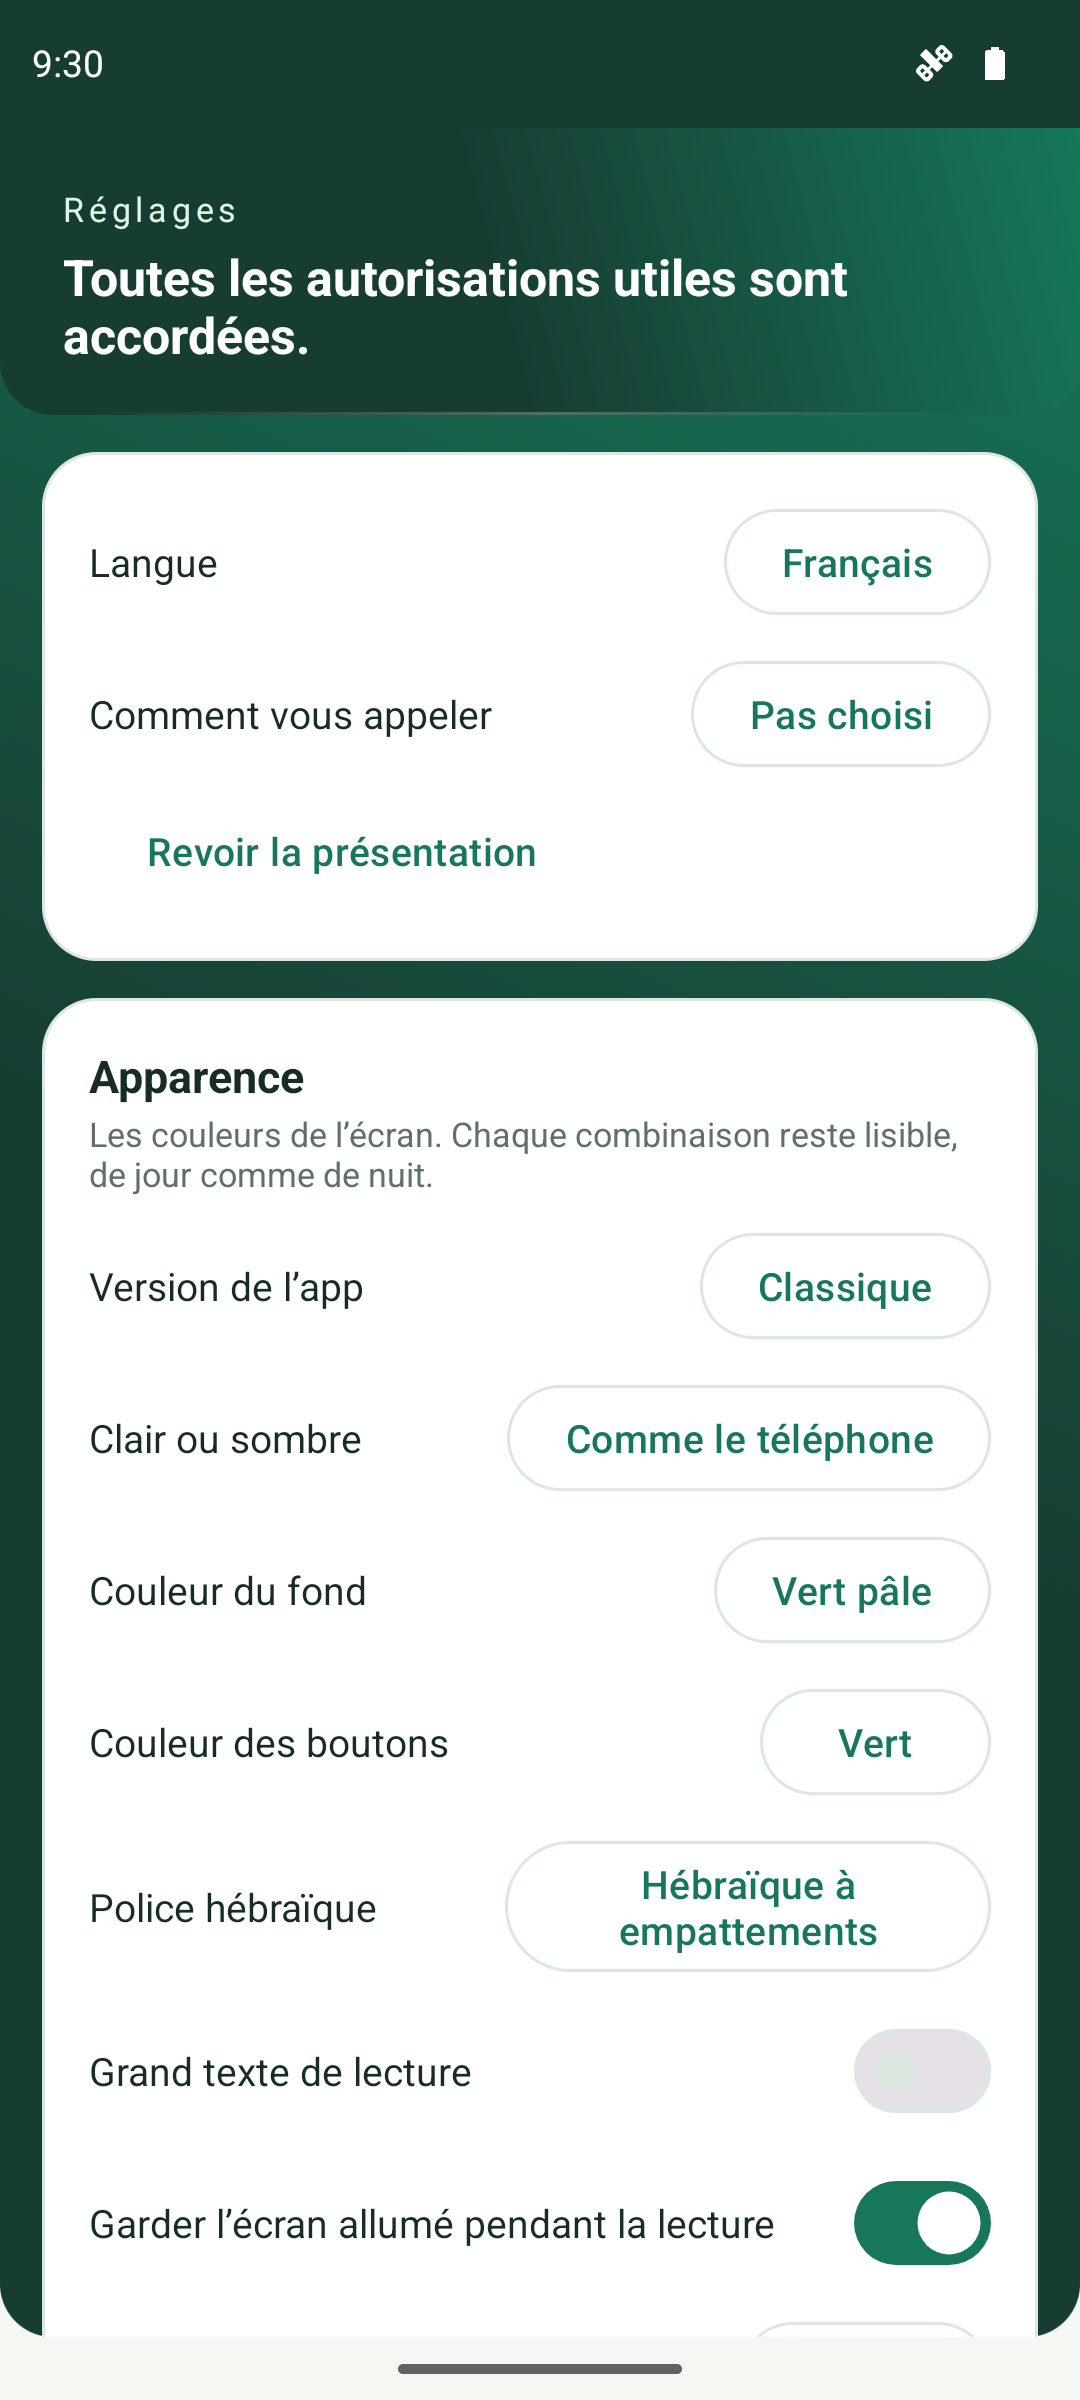 9:30
Réglages
Toutes les autorisations utiles sont
accordées.
Langue
Français
Comment vous appeler
Pas choisi
Revoir la présentation
Apparence
Les couleurs de l’écran. Chaque combinaison reste lisible,
de jour comme de nuit.
Version de l’app
Classique
Clair ou sombre
Comme le téléphone
Couleur du fond
Vert pâle
Couleur des boutons
Vert
Police hébraïque
Hébraïque à
empattements
Grand texte de lecture
Garder l’écran allumé pendant la lecture